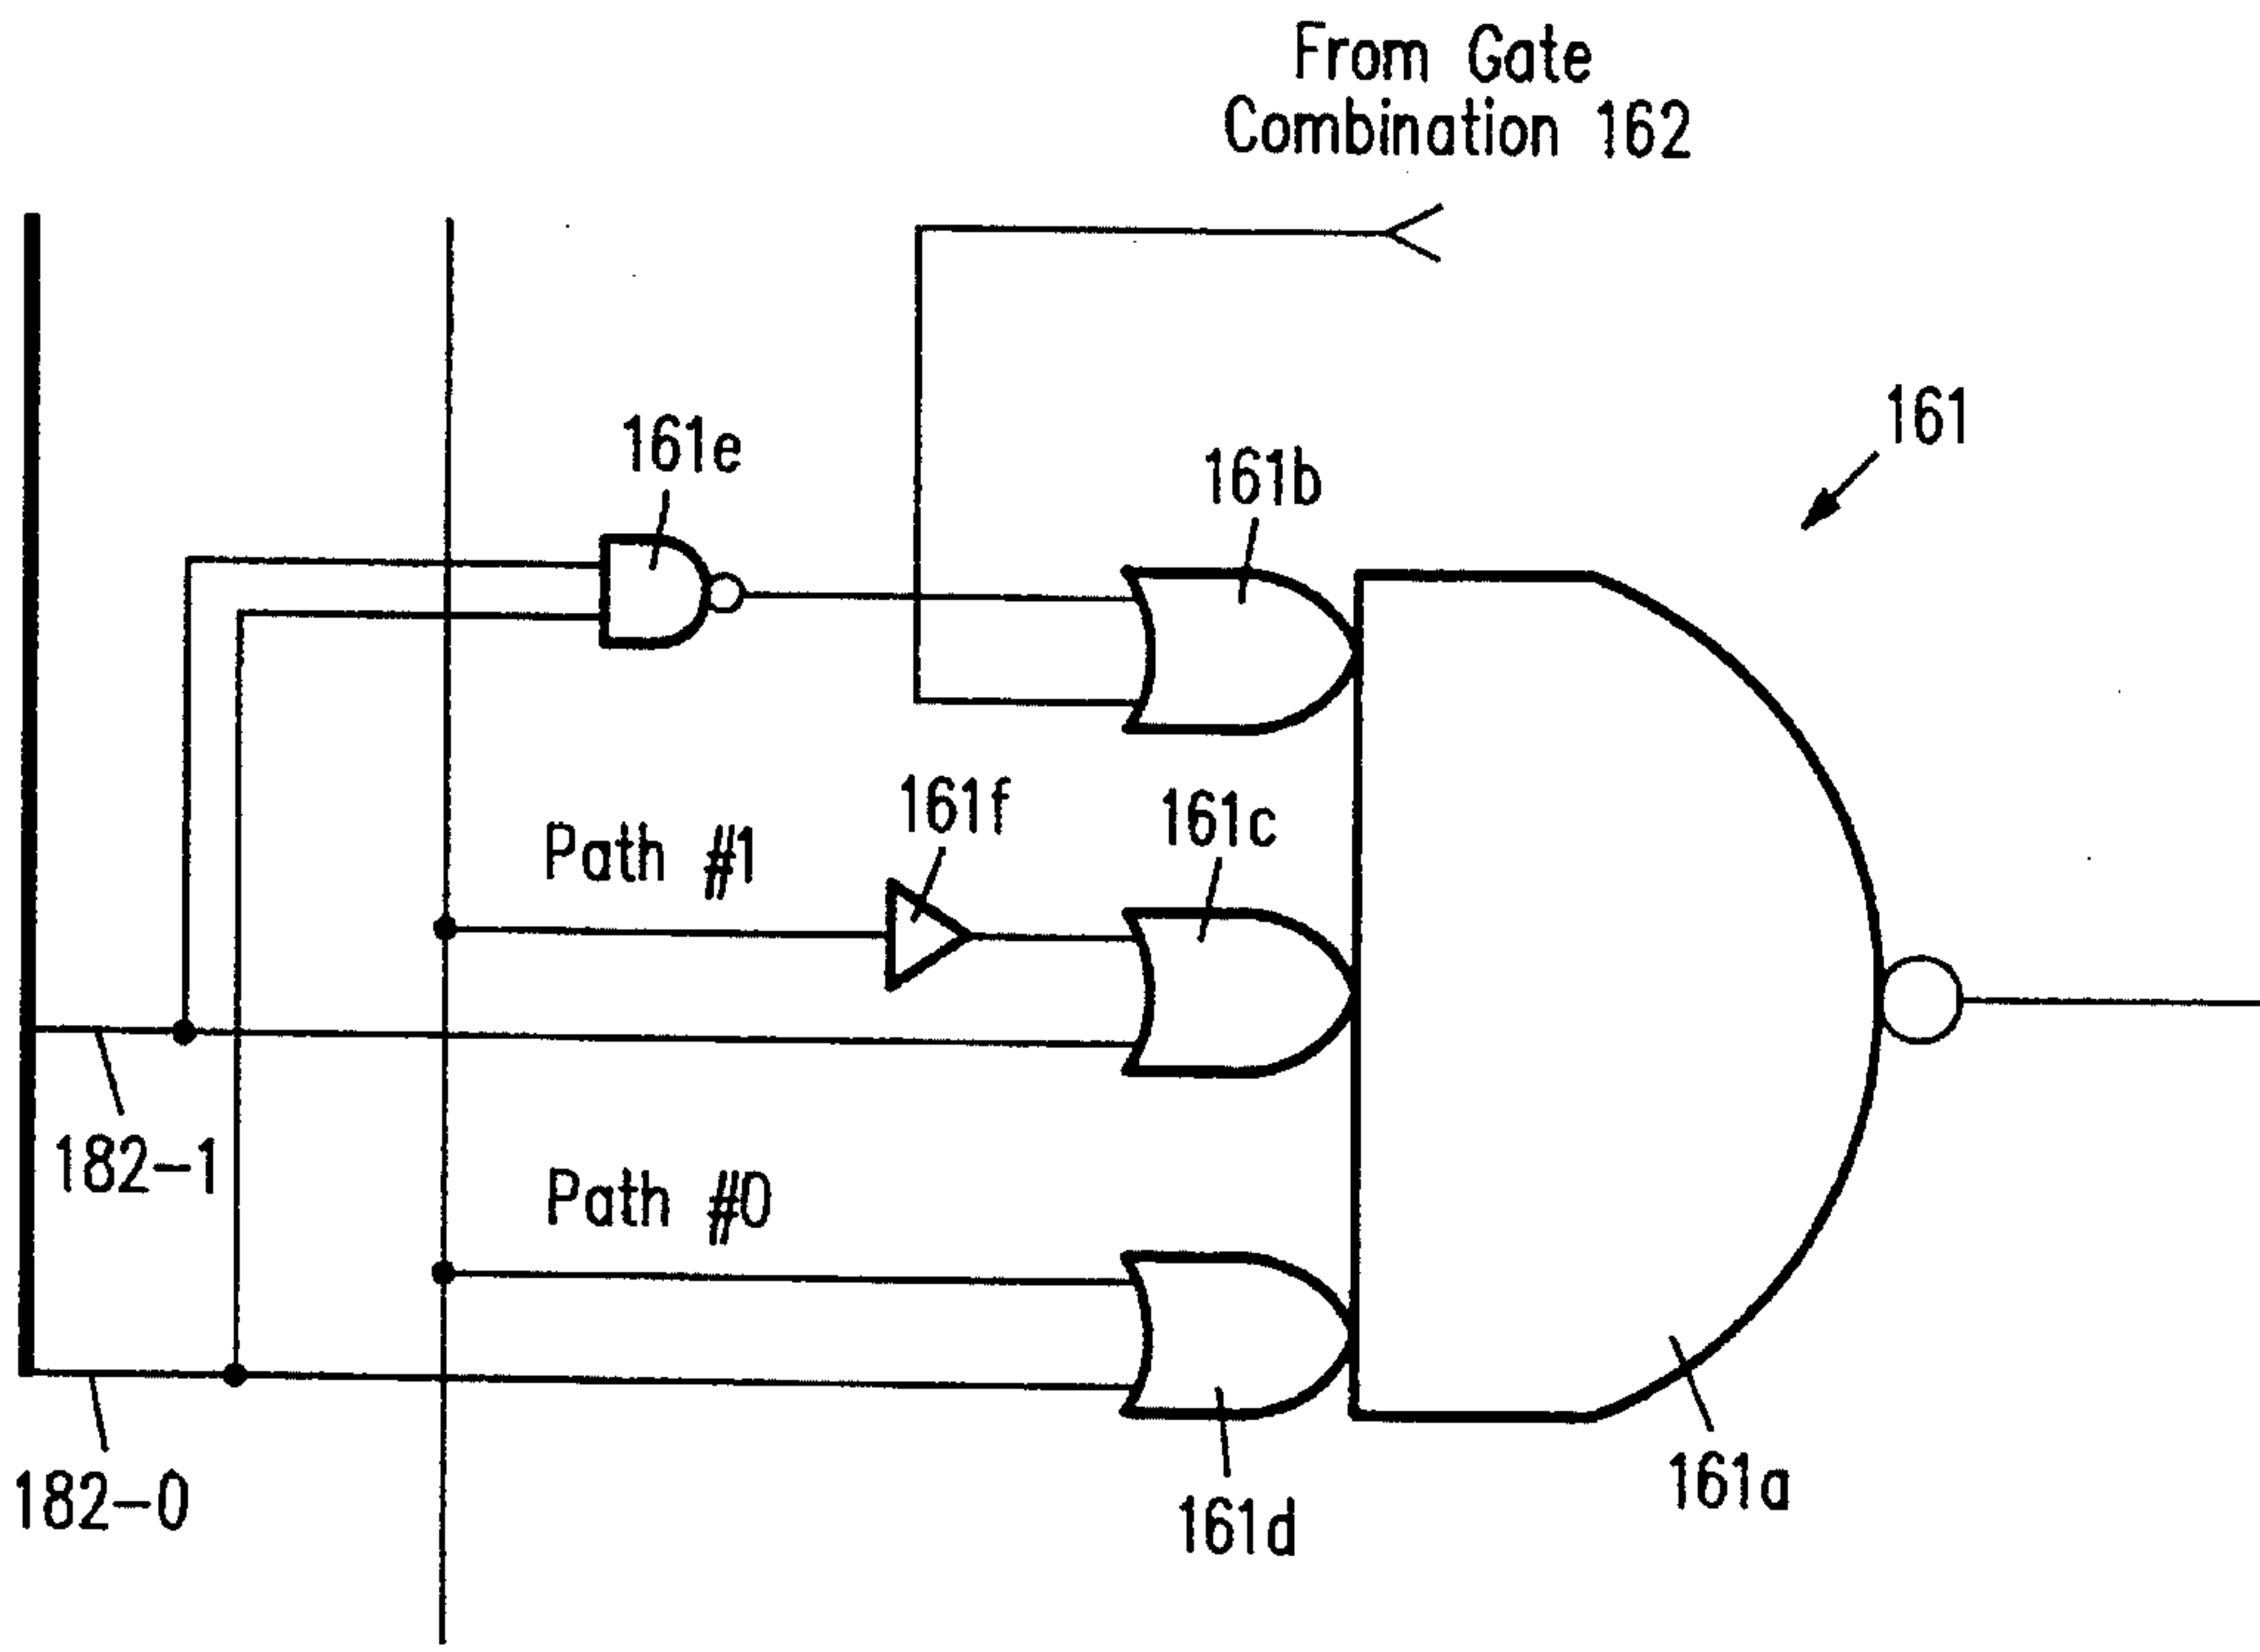 From Gate
Combination 162
161
161e
161b
161f
161c
Path #1
182-1
Path #0
182-0
161d
161a